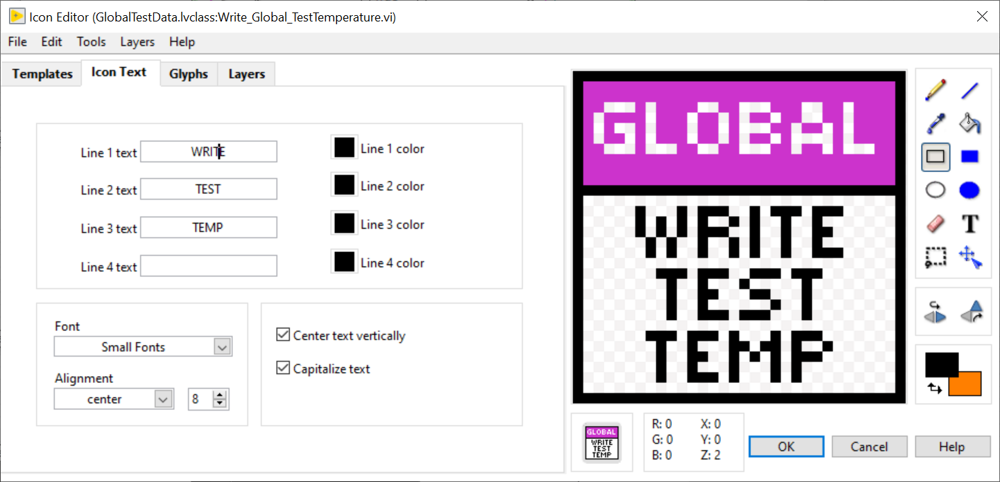 Icon Editor (GlobalTestData.lvclass:Write_Global_TestTemperature.vi)
File Edit Tools Layers Help
Templates Icon Text Glyphs Layers
Line 1 text WRITE Line 1 color
Line 2 text TEST Line 2 color
Line 3 text TEMP Line 3 color
Line 4 text Line 4 color
Font
Small Fonts
Alignment
center 8
Center text vertically
Capitalize text
GLOBAL
WRITE
TEST
TEMP
T
GLOBAL
WRITE
TEST
TEMP
R: 0 X: 0
G: 0 Y: 0
B: 0 Z: 2
OK Cancel Help